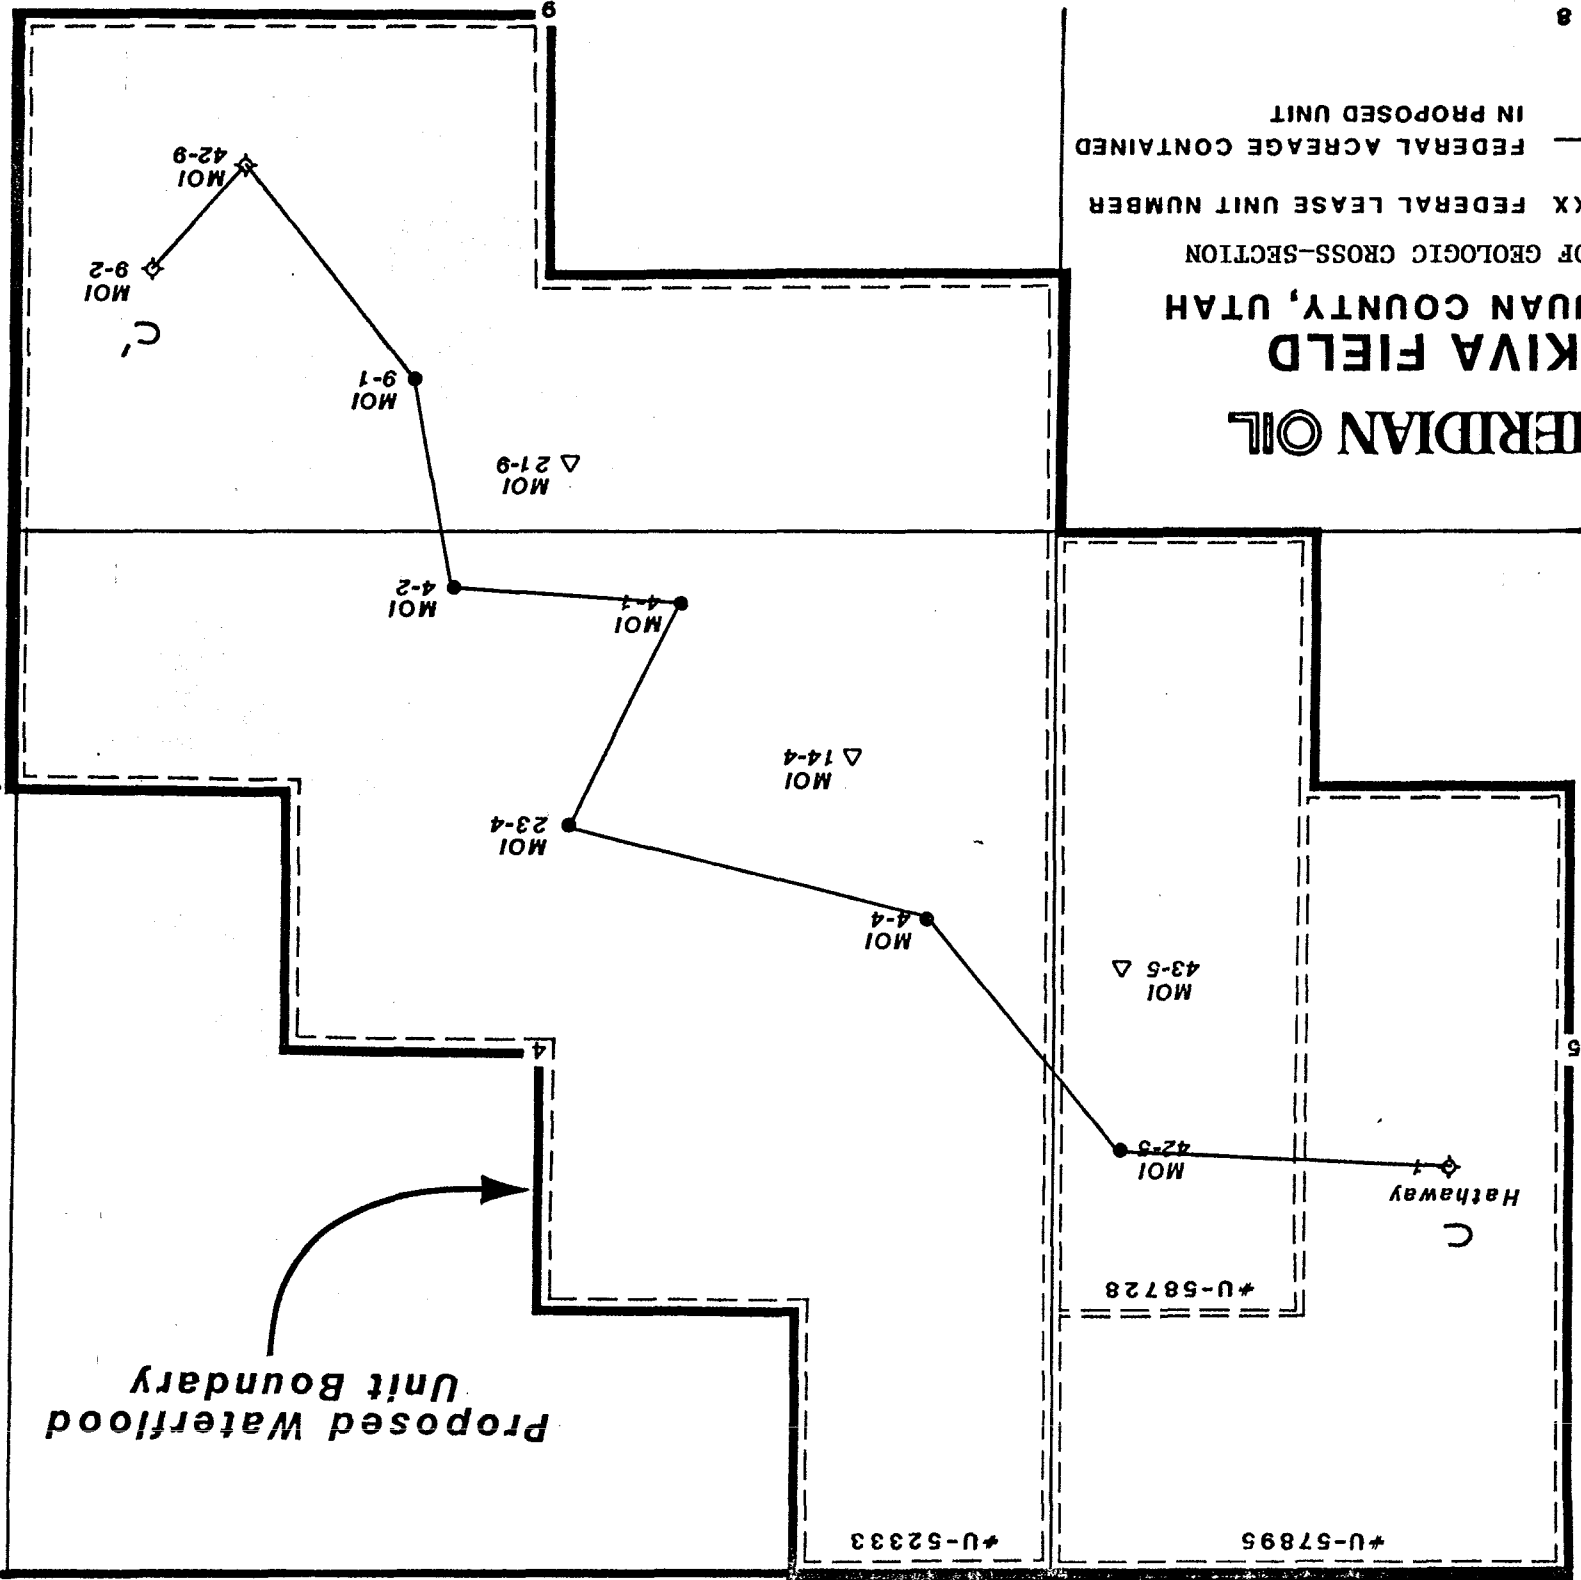 #U-57895
#U-52333
Proposed Waterflood
Unit Boundary
#U-58728
C
Hathaway
1
MOI
42-5
5
4
MOI
43-5
MOI
4-4
MOI
23-4
MOI
14-4
MOI
4-1
MOI
4-2
MOI
21-9
MOI
9-1
C'
MOI
9-2
MOI
42-9
ERIDIAN OIL
KIVA FIELD
UAN COUNTY, UTAH
OF GEOLOGIC CROSS-SECTION
XX FEDERAL LEASE UNIT NUMBER
FEDERAL ACREAGE CONTAINED
IN PROPOSED UNIT
8
9